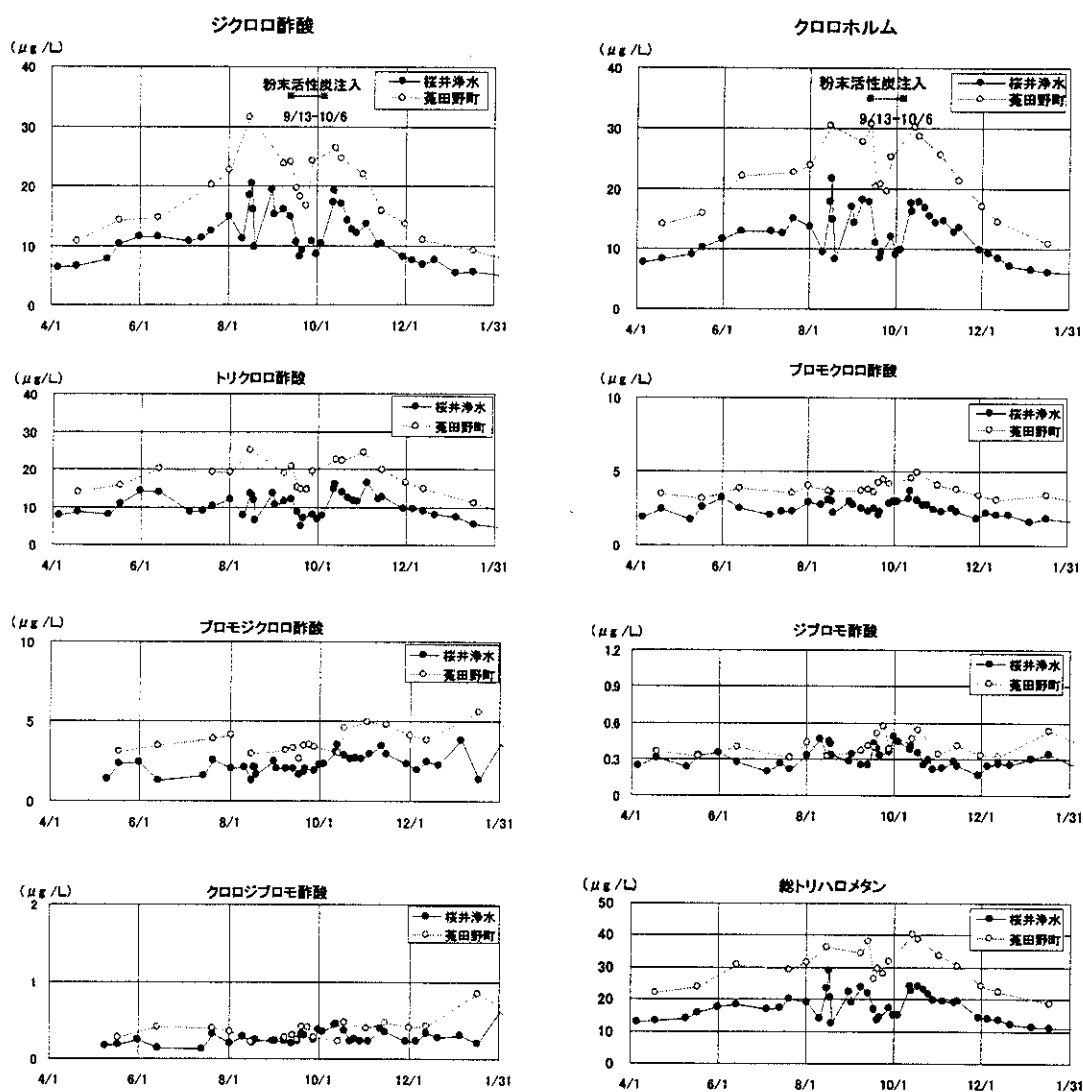 ジクロロ酢酸
(μg/L)
40
30
20
10
0
粉末活性炭注入
9/13-10/6
桜井浄水
菟田野町
4/1 6/1 8/1 10/1 12/1 1/31
クロロホルム
(μg/L)
40
30
20
10
0
粉末活性炭注入
9/13-10/6
桜井浄水
菟田野町
4/1 6/1 8/1 10/1 12/1 1/31
トリクロロ酢酸
(μg/L)
40
30
20
10
0
桜井浄水
菟田野町
4/1 6/1 8/1 10/1 12/1 1/31
ブロモクロロ酢酸
(μg/L)
10
5
0
桜井浄水
菟田野町
4/1 6/1 8/1 10/1 12/1 1/31
ブロモジクロロ酢酸
(μg/L)
10
5
0
桜井浄水
菟田野町
4/1 6/1 8/1 10/1 12/1 1/31
ジブロモ酢酸
(μg/L)
1.2
0.9
0.6
0.3
0
桜井浄水
菟田野町
4/1 6/1 8/1 10/1 12/1 1/31
クロロジブロモ酢酸
(μg/L)
2
1
0
桜井浄水
菟田野町
4/1 6/1 8/1 10/1 12/1 1/31
総トリハロメタン
(μg/L)
50
40
30
20
10
0
桜井浄水
菟田野町
4/1 6/1 8/1 10/1 12/1 1/31